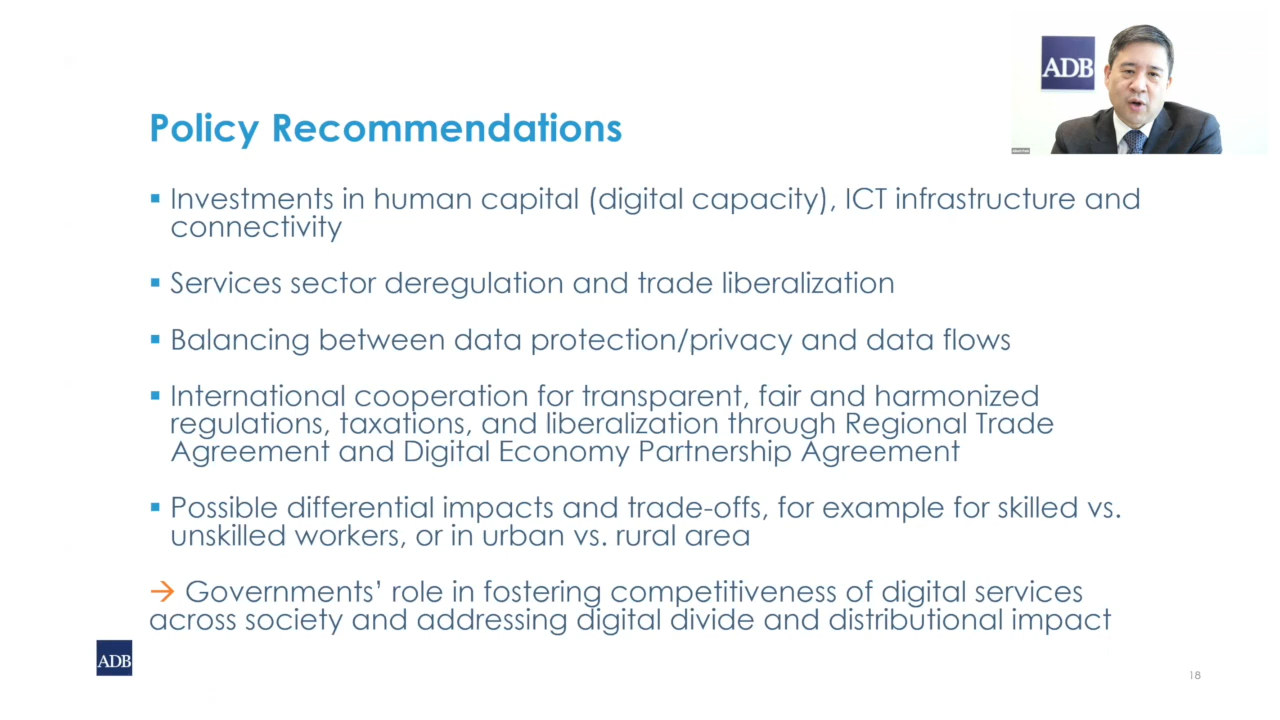 ADB
Policy Recommendations
▪ Investments in human capital (digital capacity), ICT infrastructure and
connectivity
▪ Services sector deregulation and trade liberalization
▪ Balancing between data protection/privacy and data flows
▪ International cooperation for transparent, fair and harmonized
regulations, taxations, and liberalization through Regional Trade
Agreement and Digital Economy Partnership Agreement
▪ Possible differential impacts and trade-offs, for example for skilled vs.
unskilled workers, or in urban vs. rural area
→ Governments’ role in fostering competitiveness of digital services
across society and addressing digital divide and distributional impact
ADB
18